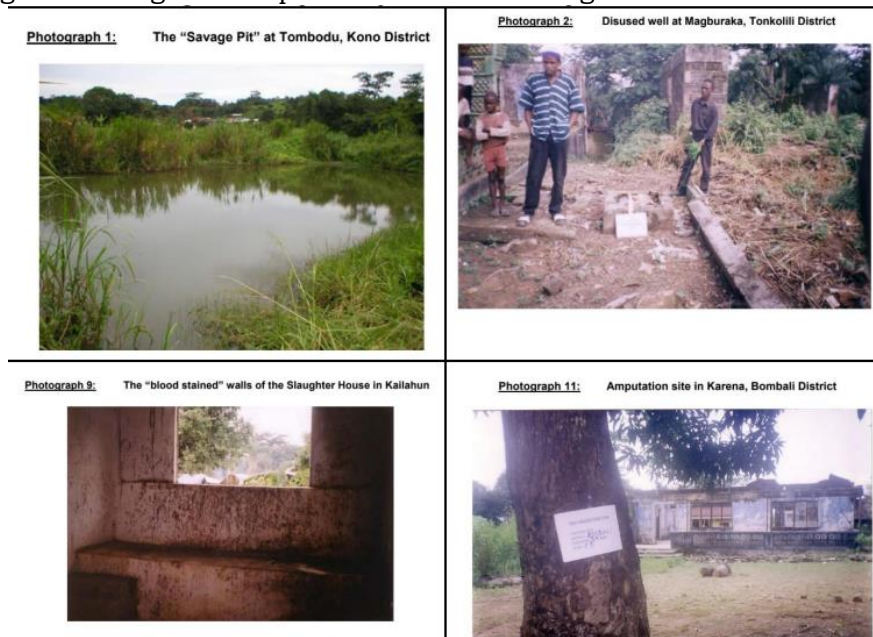 Photograph 1: The “Savage Pit” at Tombodu, Kono District
Photograph 2: Disused well at Magburaka, Tonkolili District
Photograph 9: The “blood stained” walls of the Slaughter House in Kailahun
Photograph 11: Amputation site in Karena, Bombali District